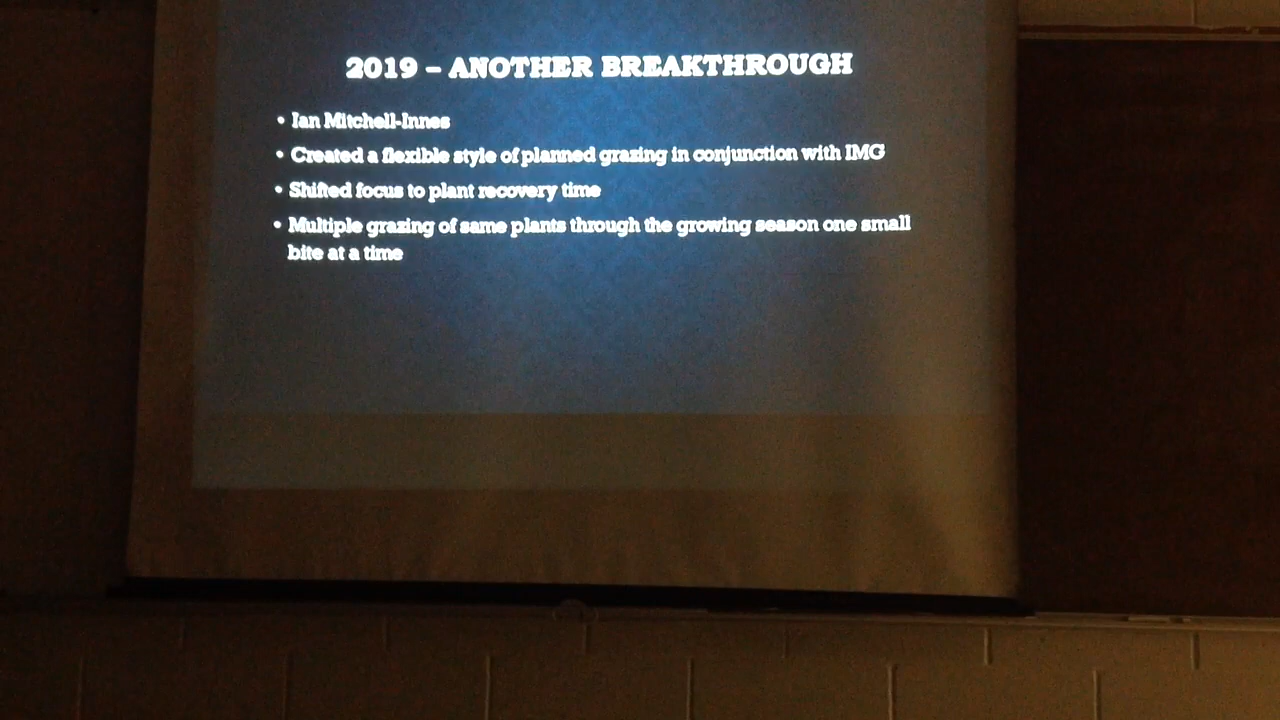 2019 – ANOTHER BREAKTHROUGH
• Ian Mitchell-Innes
• Created a flexible style of planned grazing in conjunction with IMG
• Shifted focus to plant recovery time
• Multiple grazing of same plants through the growing season one small
bite at a time